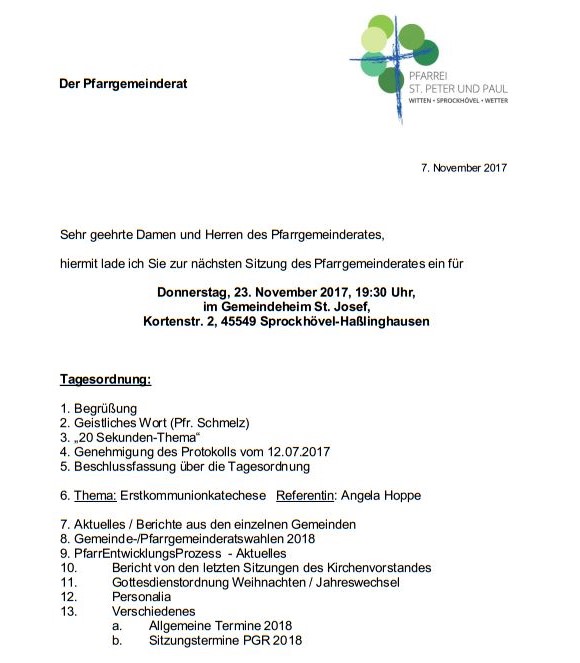 Der Pfarrgemeinderat
PFARREI
ST. PETER UND PAUL
WITTEN • SPROCKHÖVEL • WETTER
7. November 2017
Sehr geehrte Damen und Herren des Pfarrgemeinderates,
hiermit lade ich Sie zur nächsten Sitzung des Pfarrgemeinderates ein für
Donnerstag, 23. November 2017, 19:30 Uhr,
im Gemeindeheim St. Josef,
Kortenstr. 2, 45549 Sprockhövel-Haßlinghausen
Tagesordnung:
1. Begrüßung
2. Geistliches Wort (Pfr. Schmelz)
3. „20 Sekunden-Thema“
4. Genehmigung des Protokolls vom 12.07.2017
5. Beschlussfassung über die Tagesordnung
6. Thema: Erstkommunionkatechese Referentin: Angela Hoppe
7. Aktuelles / Berichte aus den einzelnen Gemeinden
8. Gemeinde-/Pfarrgemeinderatswahlen 2018
9. PfarrEntwicklungsProzess - Aktuelles
10. Bericht von den letzten Sitzungen des Kirchenvorstandes
11. Gottesdienstordnung Weihnachten / Jahreswechsel
12. Personalia
13. Verschiedenes
a. Allgemeine Termine 2018
b. Sitzungstermine PGR 2018